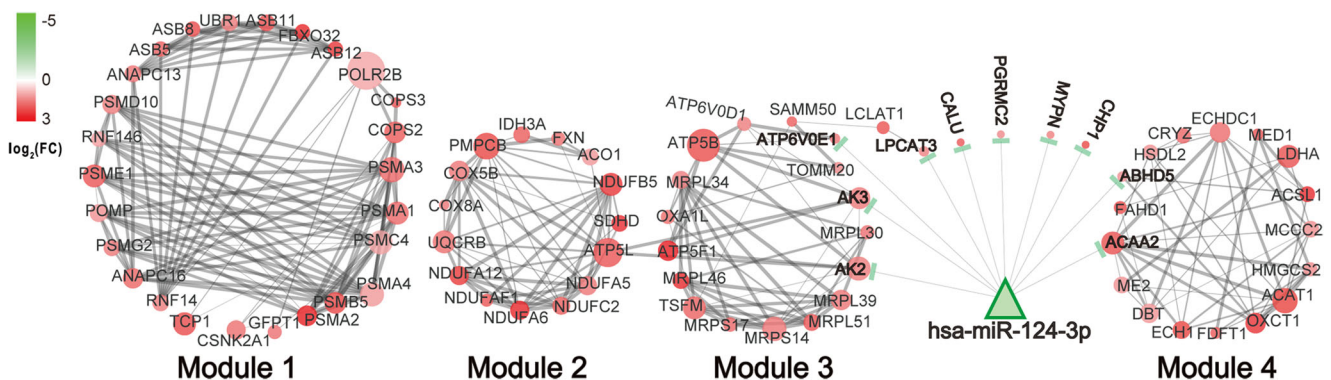 -5
0
3
log2(FC)
UBR1
ASB11
ASB8
FBXO32
ASB5
ASB12
ANAPC13
POLR2B
PSMD10
COPS3
RNF146
COPS2
PSME1
PSMA3
POMP
PSMA1
PSMG2
PSMC4
ANAPC16
PSMA4
RNF14
PSMB5
TCP1
PSMA2
CSNK2A1
GFPT1
Module 1
IDH3A
FXN
PMPCB
ACO1
COX5B
NDUFB5
COX8A
SDHD
UQCRB
ATP5L
NDUFA12
NDUFA5
NDUFAF1
NDUFC2
NDUFA6
Module 2
ATP6V0D1
SAMM50
LCLAT1
ATP5B
ATP6V0E1
LPCAT3
TOMM20
MRPL34
AK3
OXA1L
MRPL30
ATP5F1
AK2
MRPL46
MRPL39
TSFM
MRPL51
MRPS17
MRPS14
Module 3
CALU
PGRMC2
MYPN
CHP1
hsa-miR-124-3p
ECHDC1
CRYZ
MED1
HSDL2
LDHA
ABHD5
ACSL1
FAHD1
MCCC2
ACAA2
HMGCS2
ME2
ACAT1
DBT
OXCT1
ECH1
FDFT1
Module 4